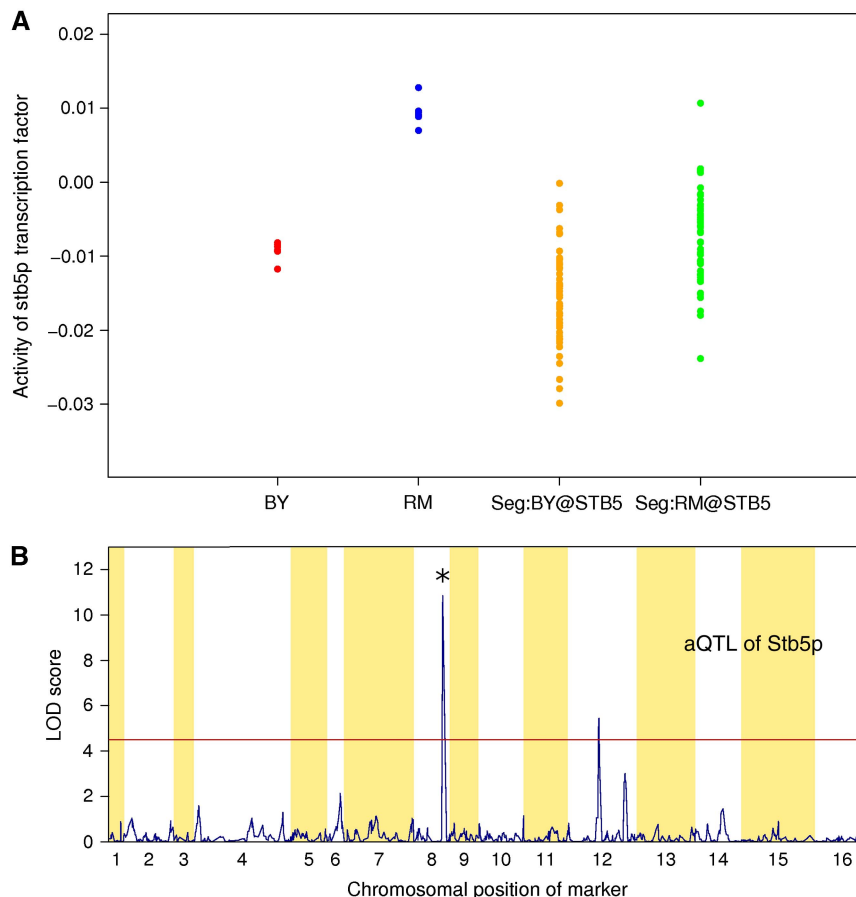 A
Activity of stb5p transcription factor
0.02
0.01
0.00
−0.01
−0.02
−0.03
BY
RM
Seg:BY@STB5
Seg:RM@STB5
B
LOD score
12
10
8
6
4
2
0
*
aQTL of Stb5p
1 2 3 4 5 6 7 8 9 10 11 12 13 14 15 16
Chromosomal position of marker